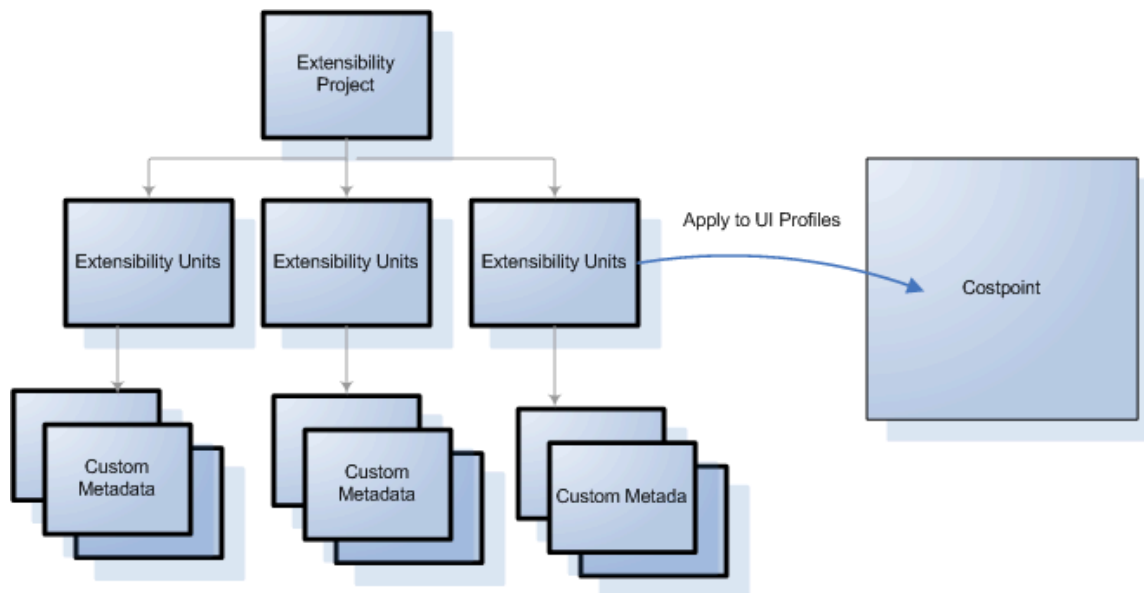 Extensibility
Project
Extensibility Units
Extensibility Units
Extensibility Units
Apply to UI Profiles
Costpoint
Custom
Metadata
Custom
Metadata
Custom Metada